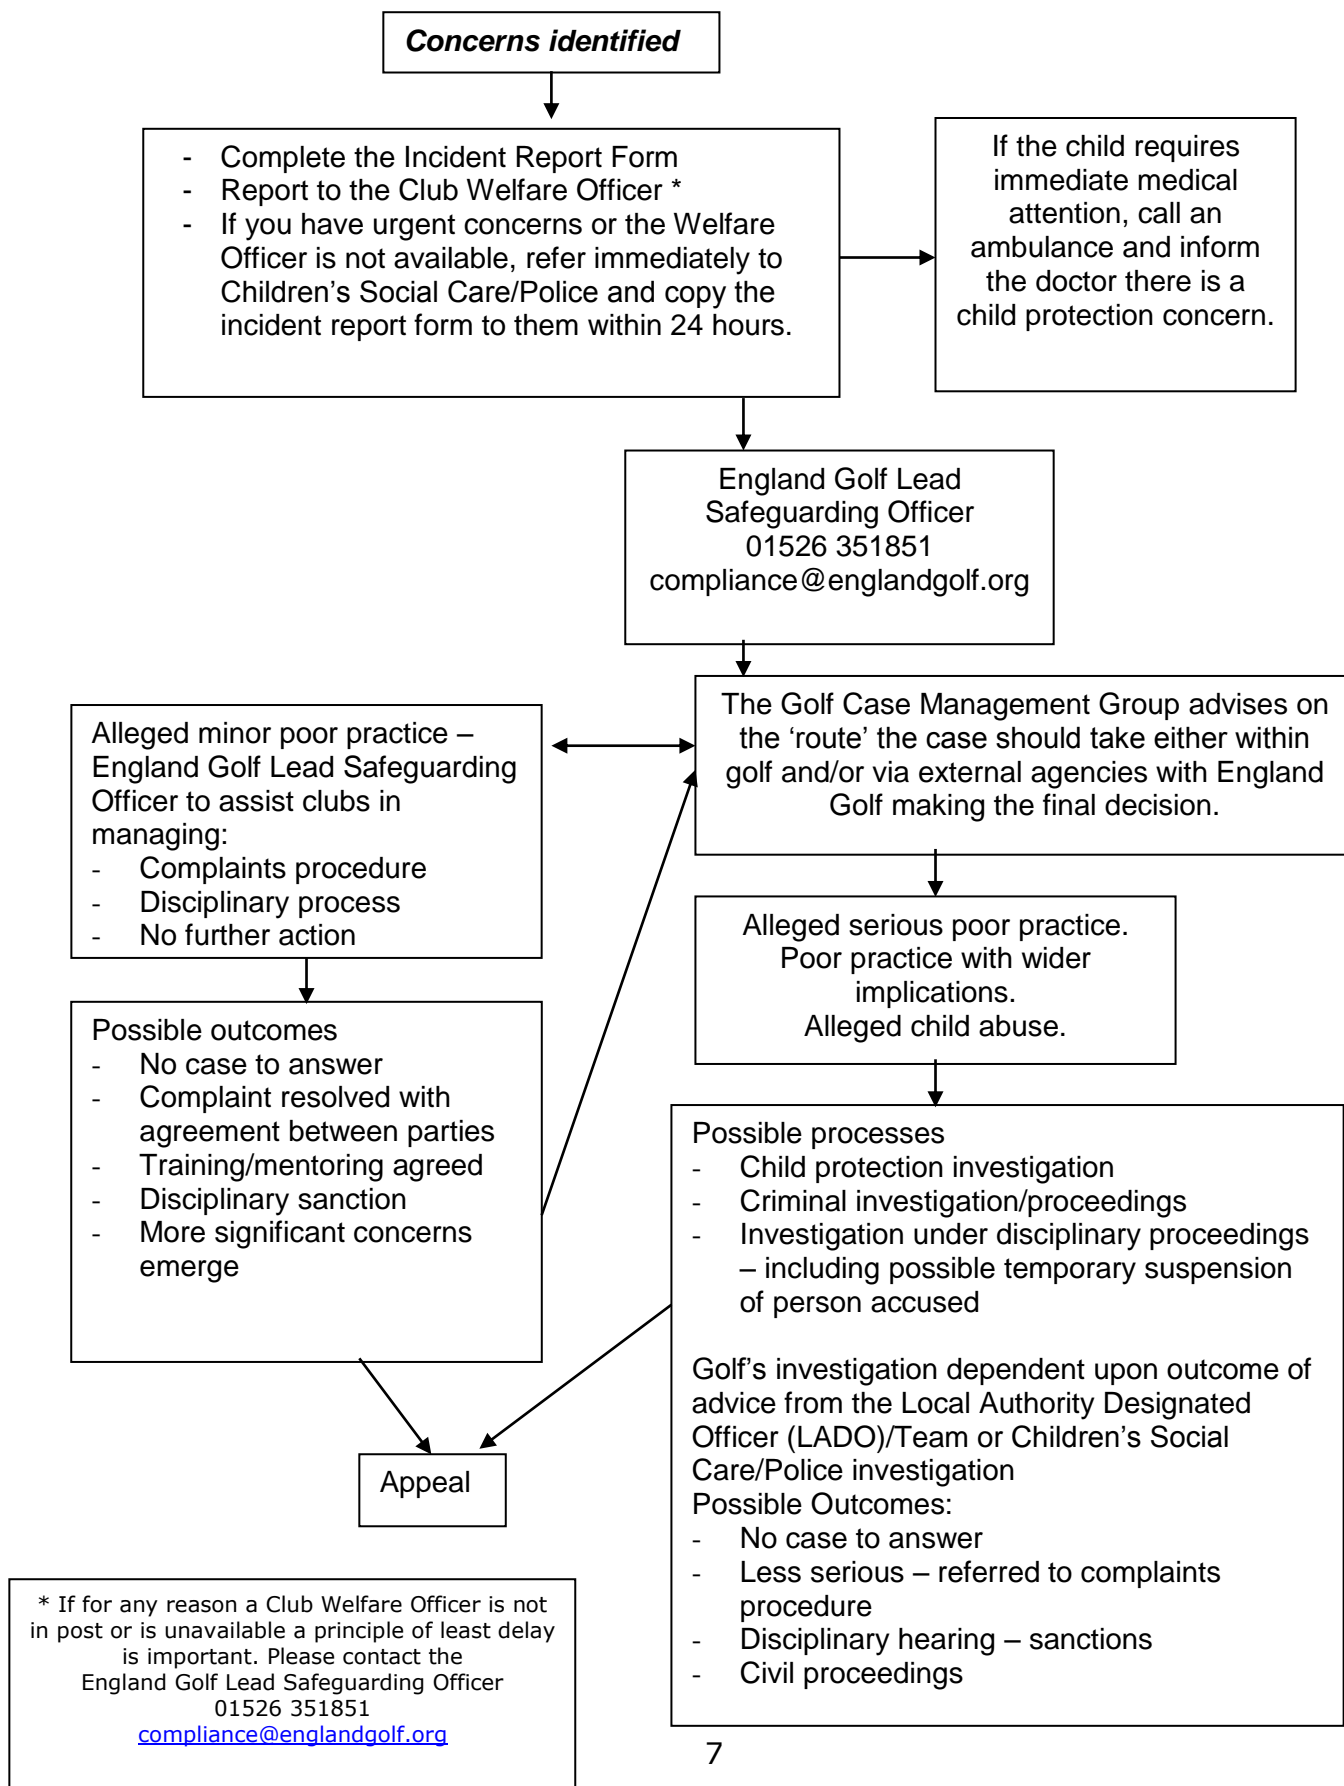 Concerns identified
- Complete the Incident Report Form
- Report to the Club Welfare Officer *
- If you have urgent concerns or the Welfare
Officer is not available, refer immediately to
Children’s Social Care/Police and copy the
incident report form to them within 24 hours.
If the child requires
immediate medical
attention, call an
ambulance and inform
the doctor there is a
child protection concern.
England Golf Lead
Safeguarding Officer
01526 351851
compliance@englandgolf.org
The Golf Case Management Group advises on
the ‘route’ the case should take either within
golf and/or via external agencies with England
Golf making the final decision.
Alleged minor poor practice –
England Golf Lead Safeguarding
Officer to assist clubs in
managing:
- Complaints procedure
- Disciplinary process
- No further action
Alleged serious poor practice.
Poor practice with wider
implications.
Alleged child abuse.
Possible outcomes
- No case to answer
- Complaint resolved with
agreement between parties
- Training/mentoring agreed
- Disciplinary sanction
- More significant concerns
emerge
Possible processes
- Child protection investigation
- Criminal investigation/proceedings
- Investigation under disciplinary proceedings
– including possible temporary suspension
of person accused
Golf’s investigation dependent upon outcome of
advice from the Local Authority Designated
Officer (LADO)/Team or Children’s Social
Care/Police investigation
Possible Outcomes:
- No case to answer
- Less serious – referred to complaints
procedure
- Disciplinary hearing – sanctions
- Civil proceedings
Appeal
* If for any reason a Club Welfare Officer is not
in post or is unavailable a principle of least delay
is important. Please contact the
England Golf Lead Safeguarding Officer
01526 351851
compliance@englandgolf.org
7